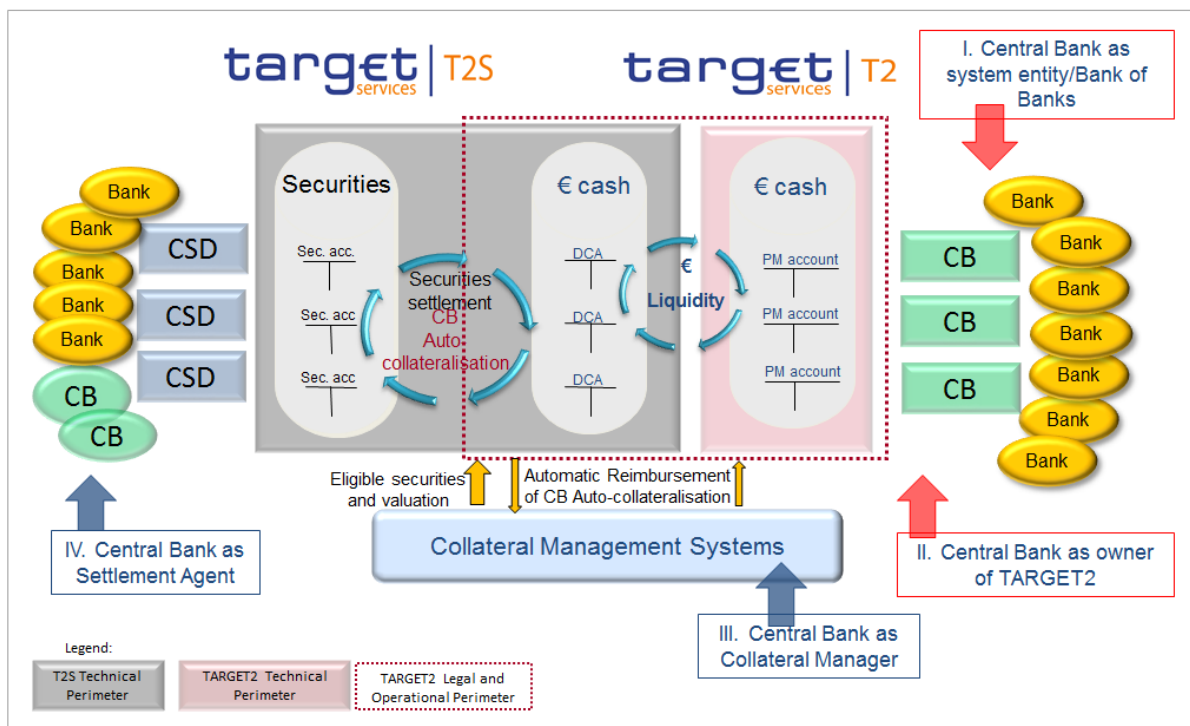 target services | T2S
target services | T2
I. Central Bank as
system entity/Bank of
Banks
Securities
€ cash
€ cash
Bank
Bank
Bank
Bank
Bank
CB
CB
CSD
CSD
CSD
Sec. acc.
Sec. acc
Sec. acc
Securities
settlement
CB
Auto-
collateralisation
DCA
DCA
DCA
€
Liquidity
PM account
PM account
PM account
CB
CB
CB
Bank
Bank
Bank
Bank
Bank
Bank
Bank
Eligible securities
and valuation
Automatic Reimbursement
of CB Auto-collateralisation
Collateral Management Systems
IV. Central Bank as
Settlement Agent
II. Central Bank as owner
of TARGET2
III. Central Bank as
Collateral Manager
Legend:
T2S Technical
Perimeter
TARGET2 Technical
Perimeter
TARGET2 Legal and
Operational Perimeter